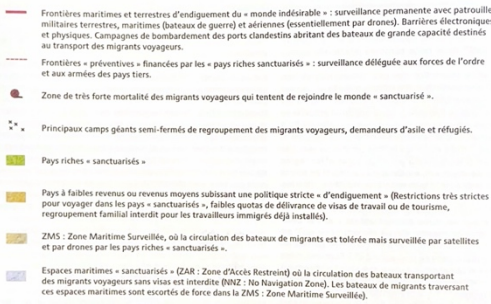 Frontières maritimes et terrestres d'endiguement du « monde indésirable » : surveillance permanente avec patrouille
militaires terrestres, maritimes (bateaux de guerre) et aériennes (essentiellement par drones). Barrières électronique
et physiques. Campagnes de bombardement des ports clandestins abritant des bateaux de grande capacité destinés
au transport des migrants voyageurs.
Frontières « préventives » financées par les « pays riches sanctuarisés » : surveillance déléguée aux forces de l'ordre
et aux armées des pays tiers.
Zone de très forte mortalité des migrants voyageurs qui tentent de rejoindre le monde « sanctuarisé ».
Principaux camps géants semi-fermés de regroupement des migrants voyageurs, demandeurs d'asile et réfugiés.
Pays riches « sanctuarisés »
Pays à faibles revenus ou revenus moyens subissant une politique stricte « d'endiguement » (Restrictions très strictes
pour voyager dans les pays « sanctuarisés », faibles quotas de délivrance de visas de travail ou de tourisme,
regroupement familial interdit pour les travailleurs immigrés déjà installés).
ZMS : Zone Maritime Surveillée, où la circulation des bateaux de migrants est tolérée mais surveillée par satellites
et par drones par les pays riches « sanctuarisés ».
Espaces maritimes « sanctuarisés » (ZAR : Zone d'Accès Restreint) où la circulation des bateaux transportant
des migrants voyageurs sans visas est interdite (NNZ : No Navigation Zone). Les bateaux de migrants traversant
ces espaces maritimes sont escortés de force dans la ZMS : Zone Maritime Surveillée).